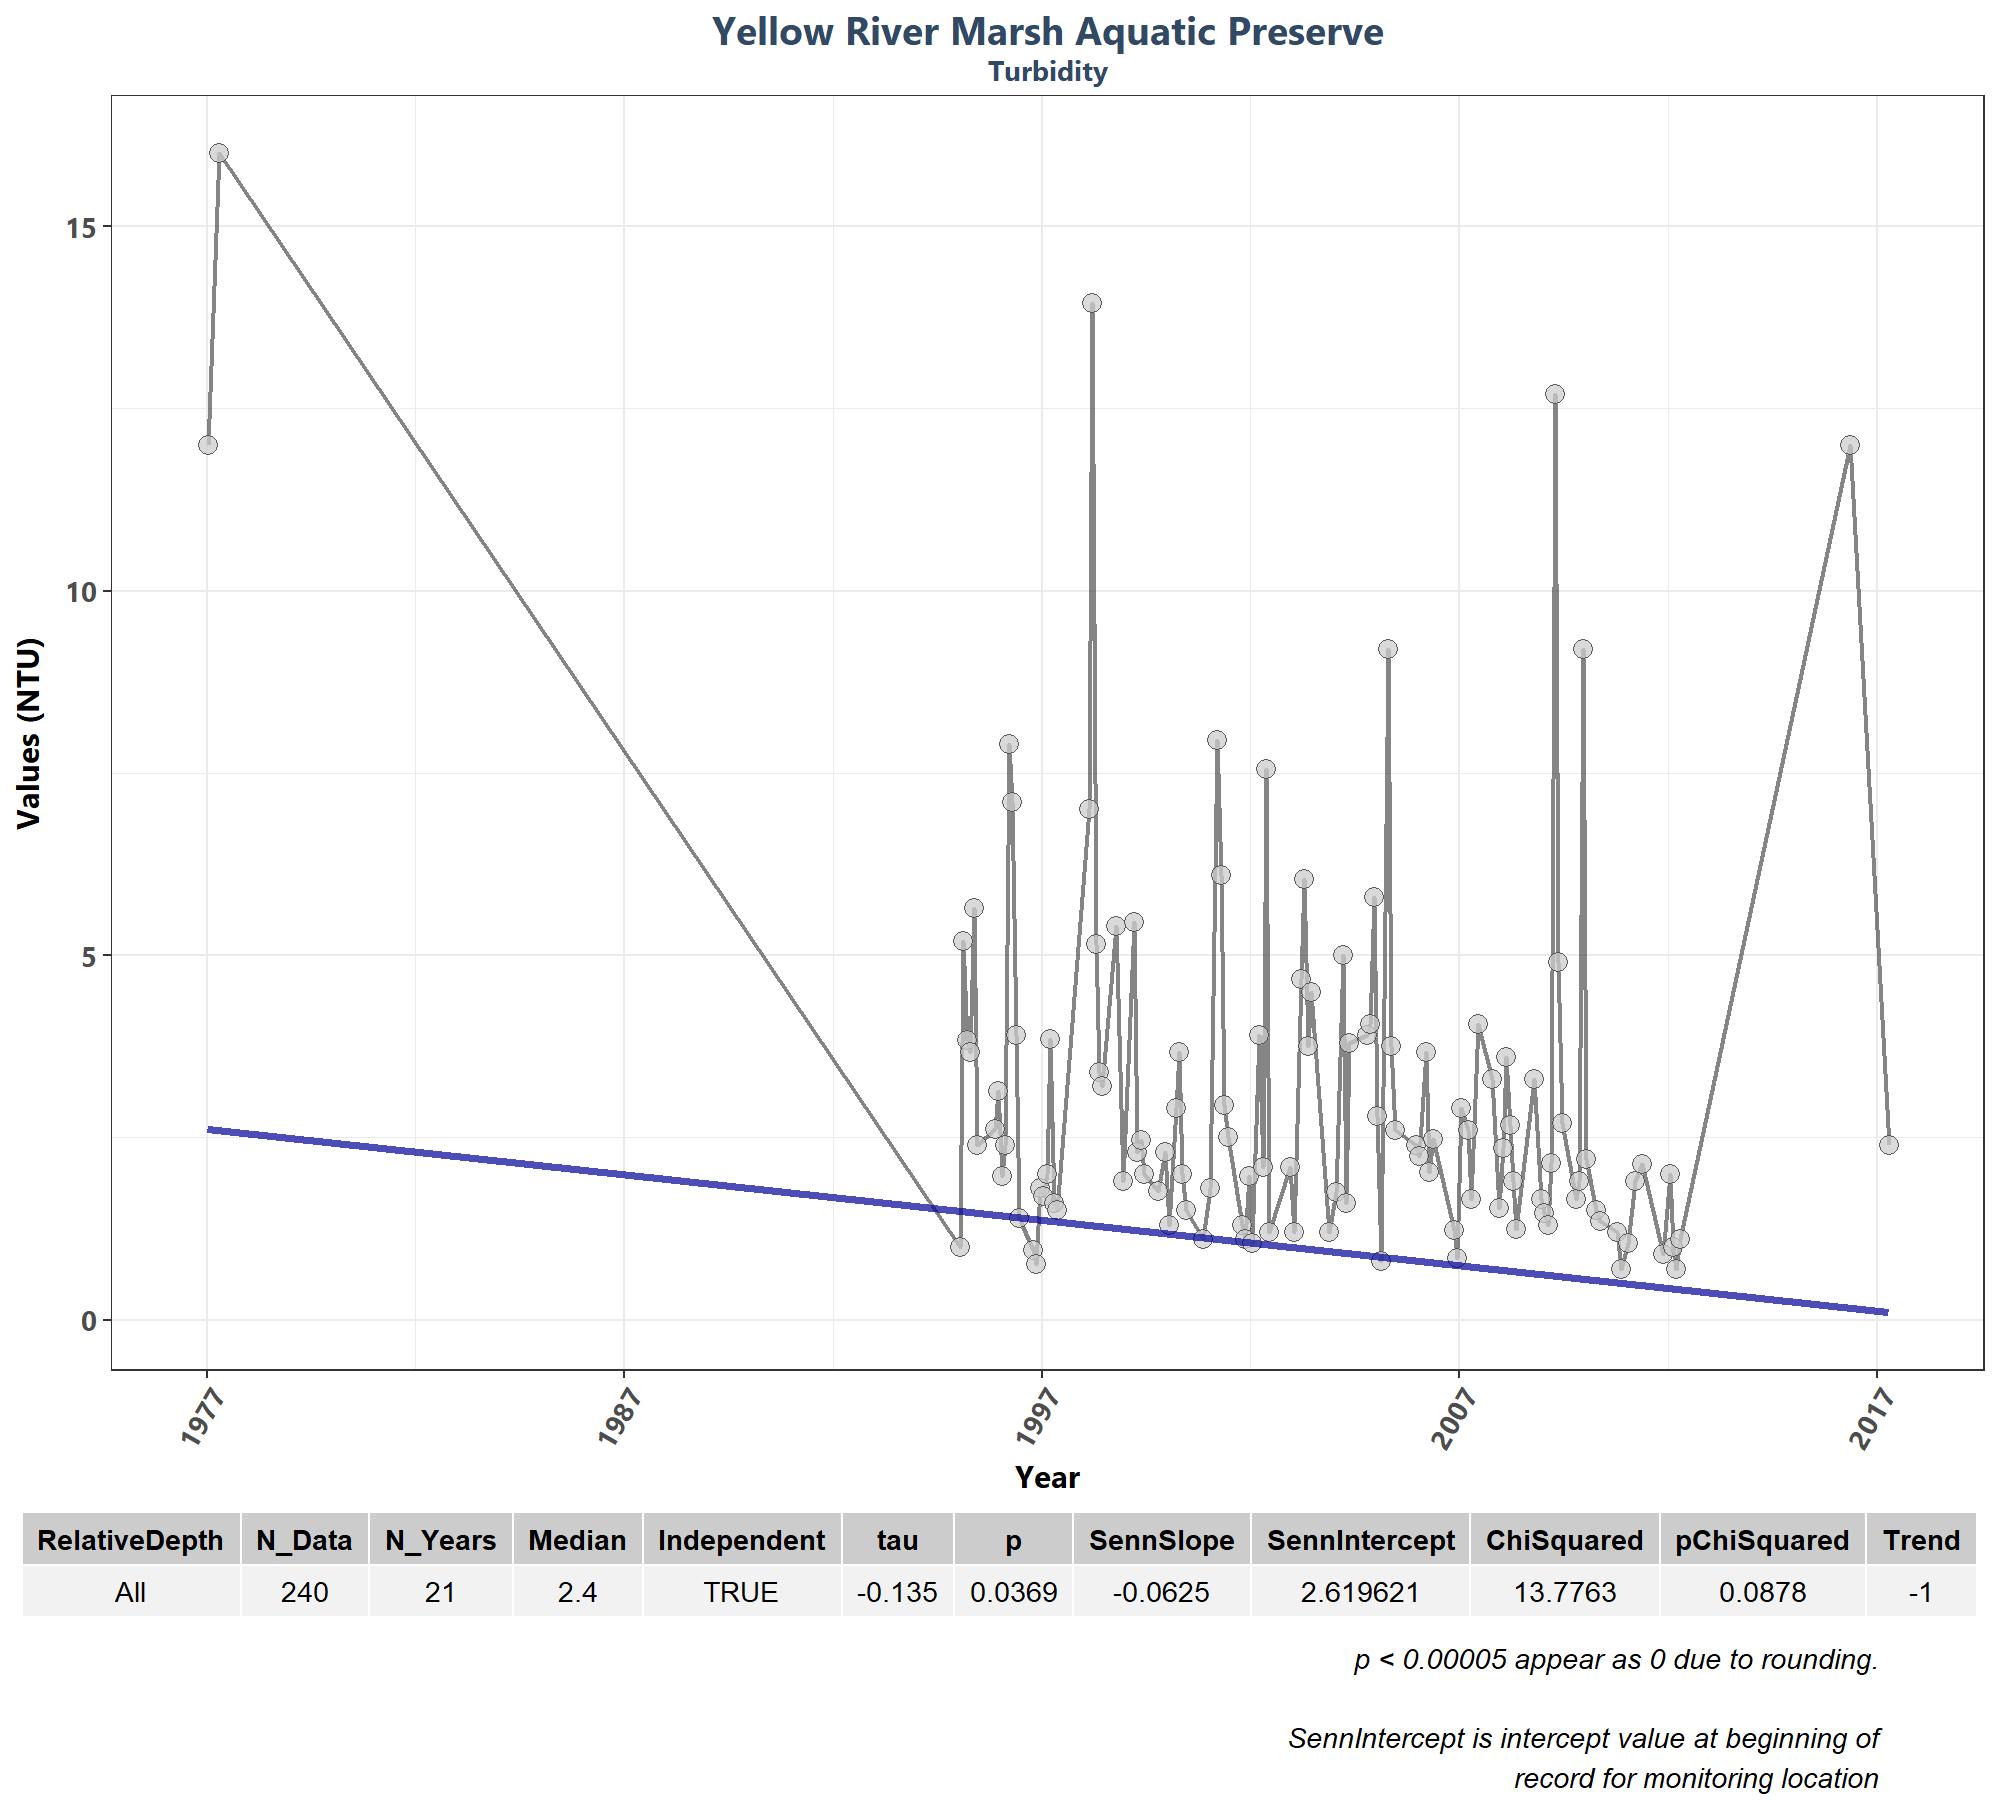 Yellow River Marsh Aquatic Preserve
Turbidity
Values (NTU)
15
10
5
0
1977 1987 1997 2007 2017
Year
RelativeDepth N_Data N_Years Median Independent tau p SennSlope SennIntercept ChiSquared pChiSquared Trend
All 240 21 2.4 TRUE -0.135 0.0369 -0.0625 2.619621 13.7763 0.0878 -1
p < 0.00005 appear as 0 due to rounding.
SennIntercept is intercept value at beginning of
record for monitoring location